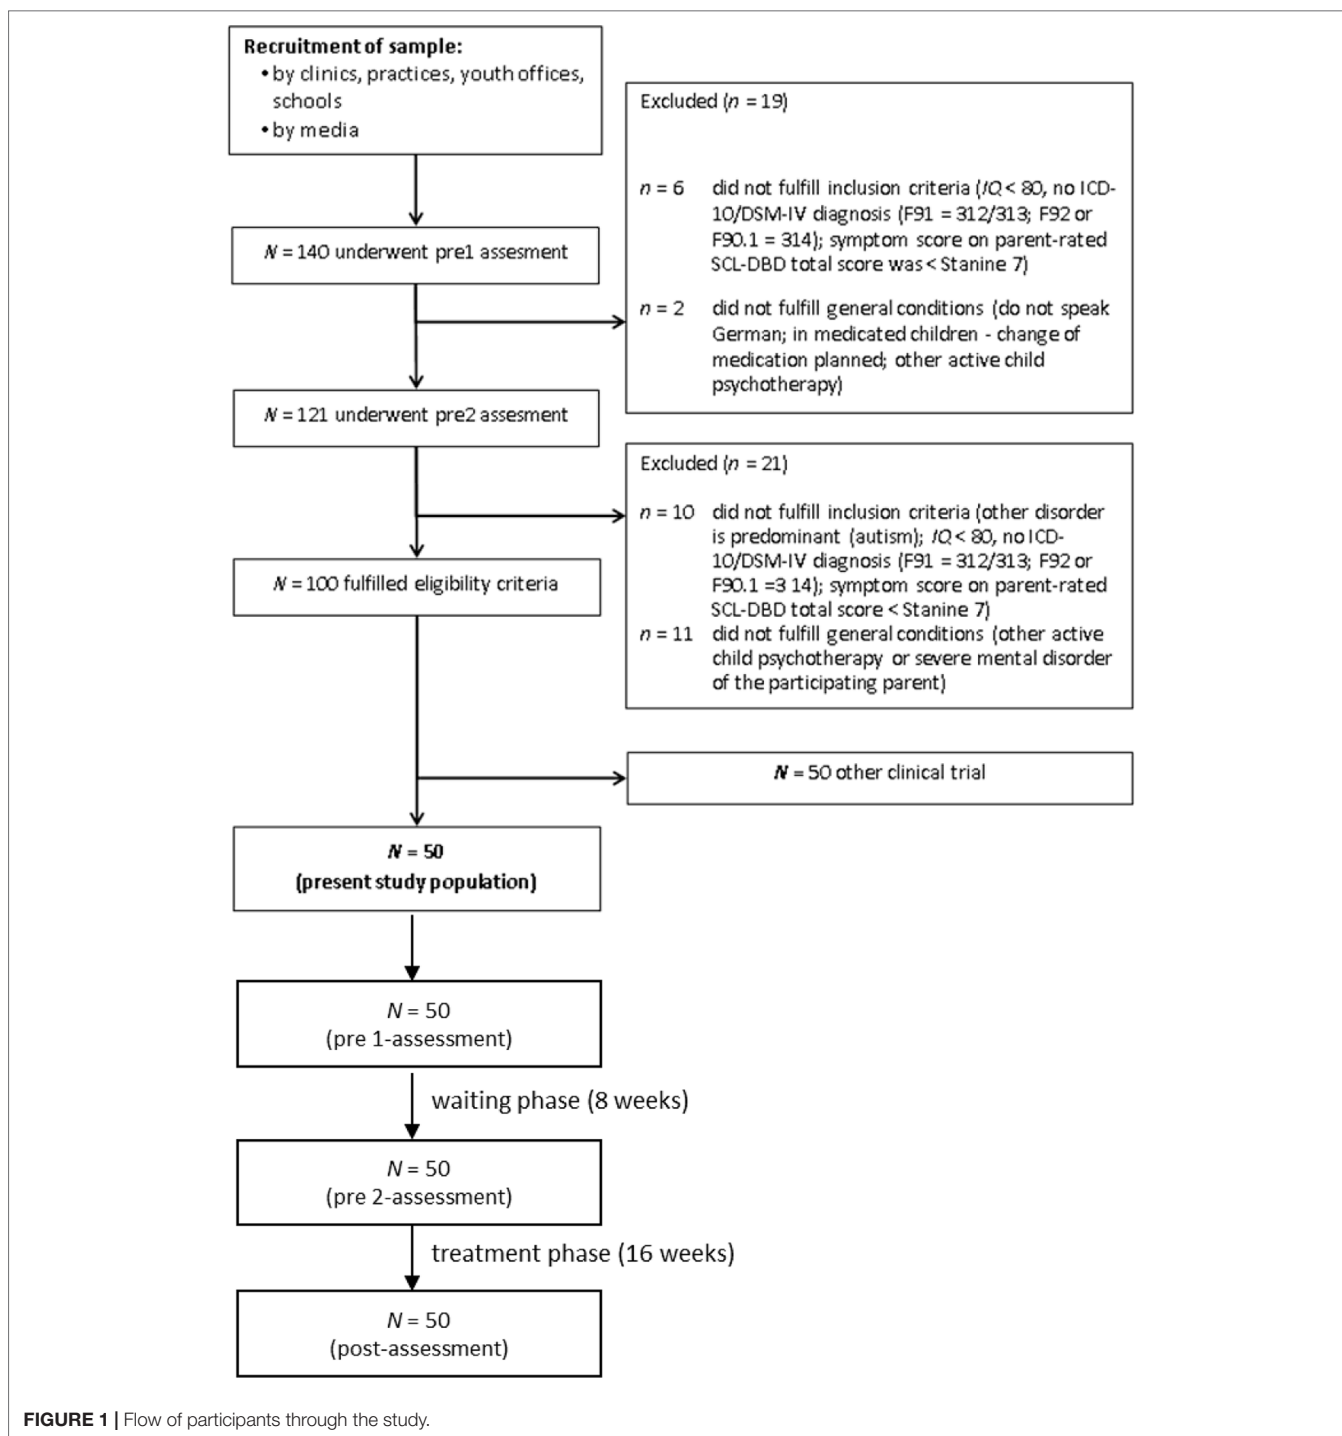 Recruitment of sample:
• by clinics, practices, youth offices,
schools
• by media
Excluded (n = 19)
n = 6 did not fulfill inclusion criteria (IQ < 80, no ICD-
10/DSM-IV diagnosis (F91 = 312/313; F92 or
F90.1 = 314); symptom score on parent-rated
SCL-DBD total score was < Stanine 7)
n = 2 did not fulfill general conditions (do not speak
German; in medicated children - change of
medication planned; other active child
psychotherapy)
N = 140 underwent pre1 assesment
N = 121 underwent pre2 assesment
Excluded (n = 21)
n = 10 did not fulfill inclusion criteria (other disorder
is predominant (autism); IQ < 80, no ICD-
10/DSM-IV diagnosis (F91 = 312/313; F92 or
F90.1 =3 14); symptom score on parent-rated
SCL-DBD total score < Stanine 7)
n = 11 did not fulfill general conditions (other active
child psychotherapy or severe mental disorder
of the participating parent)
N = 100 fulfilled eligibility criteria
N = 50 other clinical trial
N = 50
(present study population)
N = 50
(pre 1-assessment)
waiting phase (8 weeks)
N = 50
(pre 2-assessment)
treatment phase (16 weeks)
N = 50
(post-assessment)
FIGURE 1 | Flow of participants through the study.